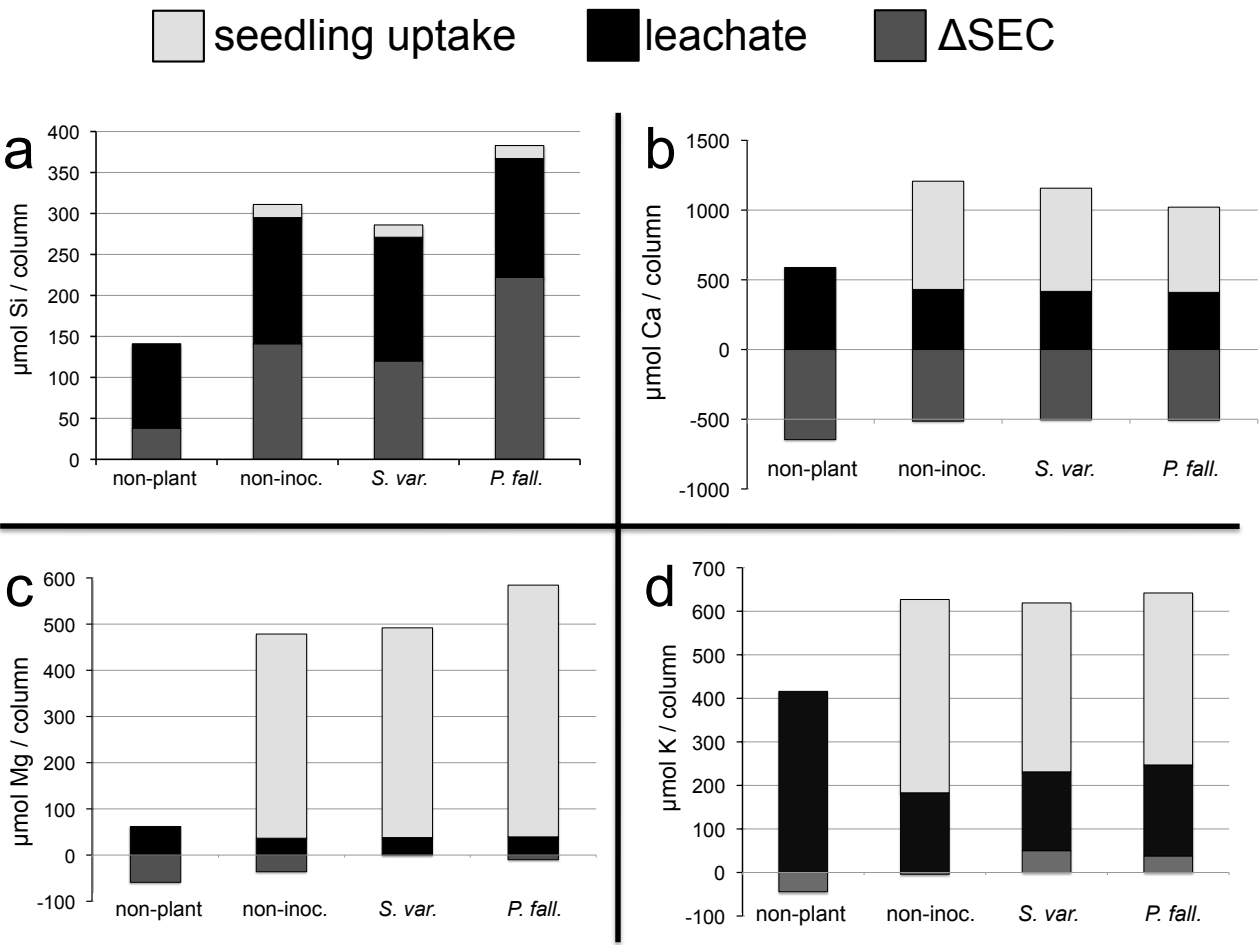 seedling uptake leachate ΔSEC
a
µmol Si / column
400
350
300
250
200
150
100
50
0
non-plant non-inoc. S. var. P. fall.
b
µmol Ca / column
1500
1000
500
0
-500
-1000
non-plant non-inoc. S. var. P. fall.
c
µmol Mg / column
600
500
400
300
200
100
0
-100
non-plant non-inoc. S. var. P. fall.
d
µmol K / column
700
600
500
400
300
200
100
0
-100
non-plant non-inoc. S. var. P. fall.